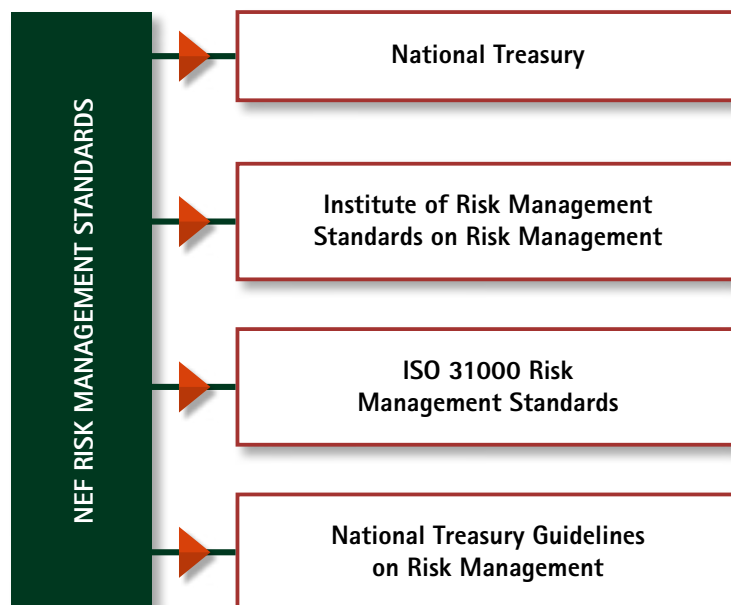 NEF RISK MANAGEMENT STANDARDS
National Treasury
Institute of Risk Management
Standards on Risk Management
ISO 31000 Risk
Management Standards
National Treasury Guidelines
on Risk Management